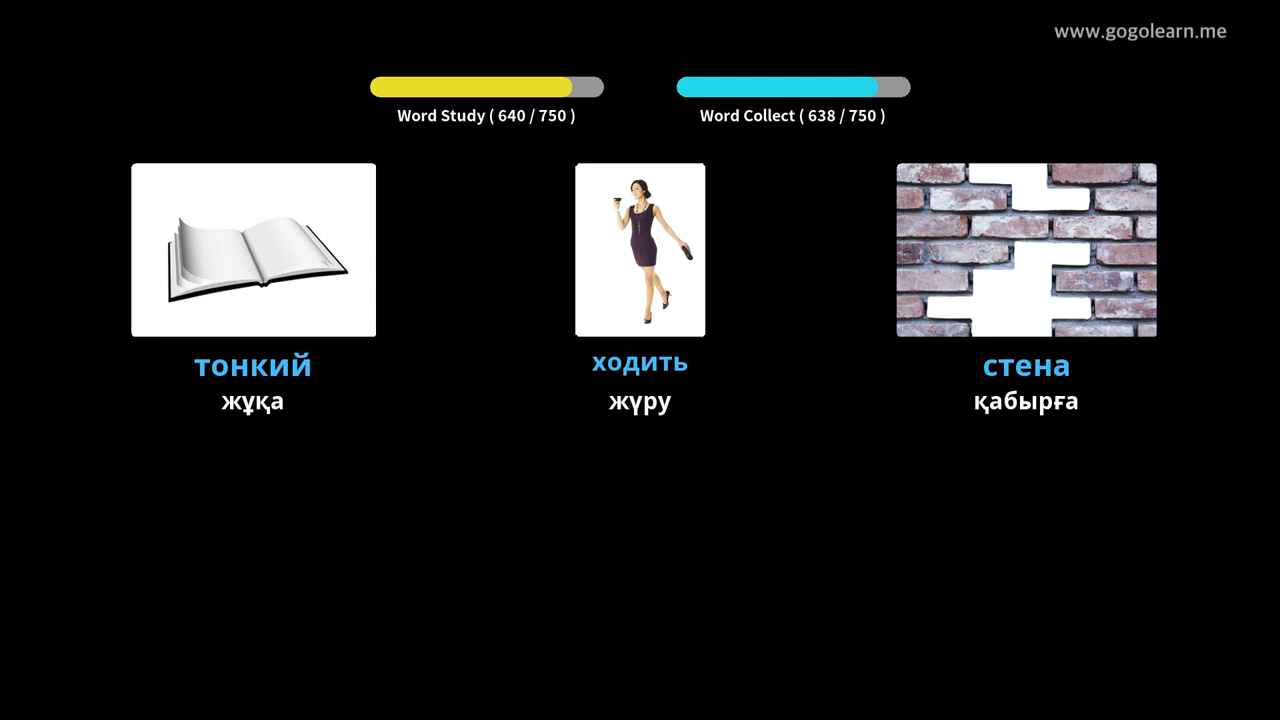 www.gogolearn.me
Word Study ( 640 / 750 )
Word Collect ( 638 / 750 )
тонкий
жұқа
ходить
жүру
стена
қабырға